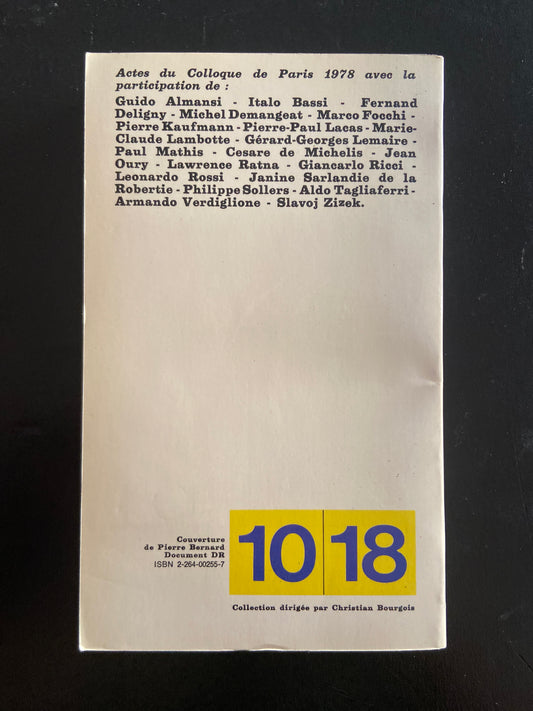 Actes du Colloque de Paris 1978 avec la
participation de :
Guido Almansi - Italo Bassi - Fernand
Deligny - Michel Demangeat - Marco Focchi -
Pierre Kaufmann - Pierre-Paul Lacas - Marie-
Claude Lambotte - Gérard-Georges Lemaire -
Paul Mathis - Cesare de Michelis - Jean
Oury - Lawrence Ratna - Giancarlo Ricci -
Leonardo Rossi - Janine Sarlandie de la
Robertie - Philippe Sollers - Aldo Tagliaferri -
Armando Verdiglione - Slavoj Zizek.
Couverture
de Pierre Bernard
Document DR
ISBN 2-264-00255-7
10 18
Collection dirigée par Christian Bourgois